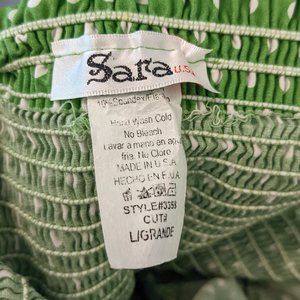 Sara U.S.
Hand Wash Cold
No Bleach
Lavar a mano en agua
fria. No Cloro
MADE IN U.S.A
HECHO EN E.U.A
STYLE#3358
CUT#
L/GRANDE